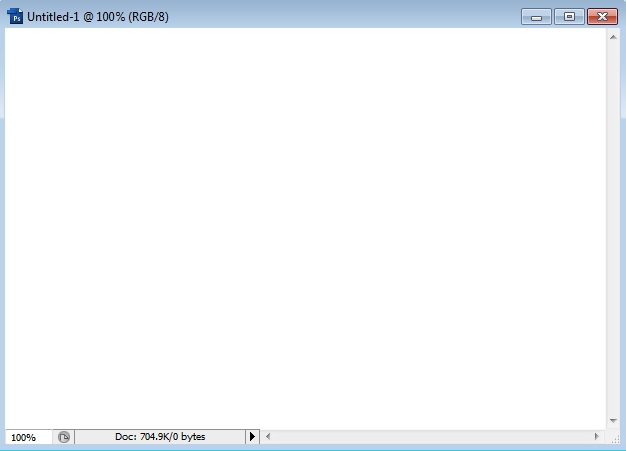 Ps Untitled-1 @ 100% (RGB/8)
100% Doc: 704.9K/0 bytes